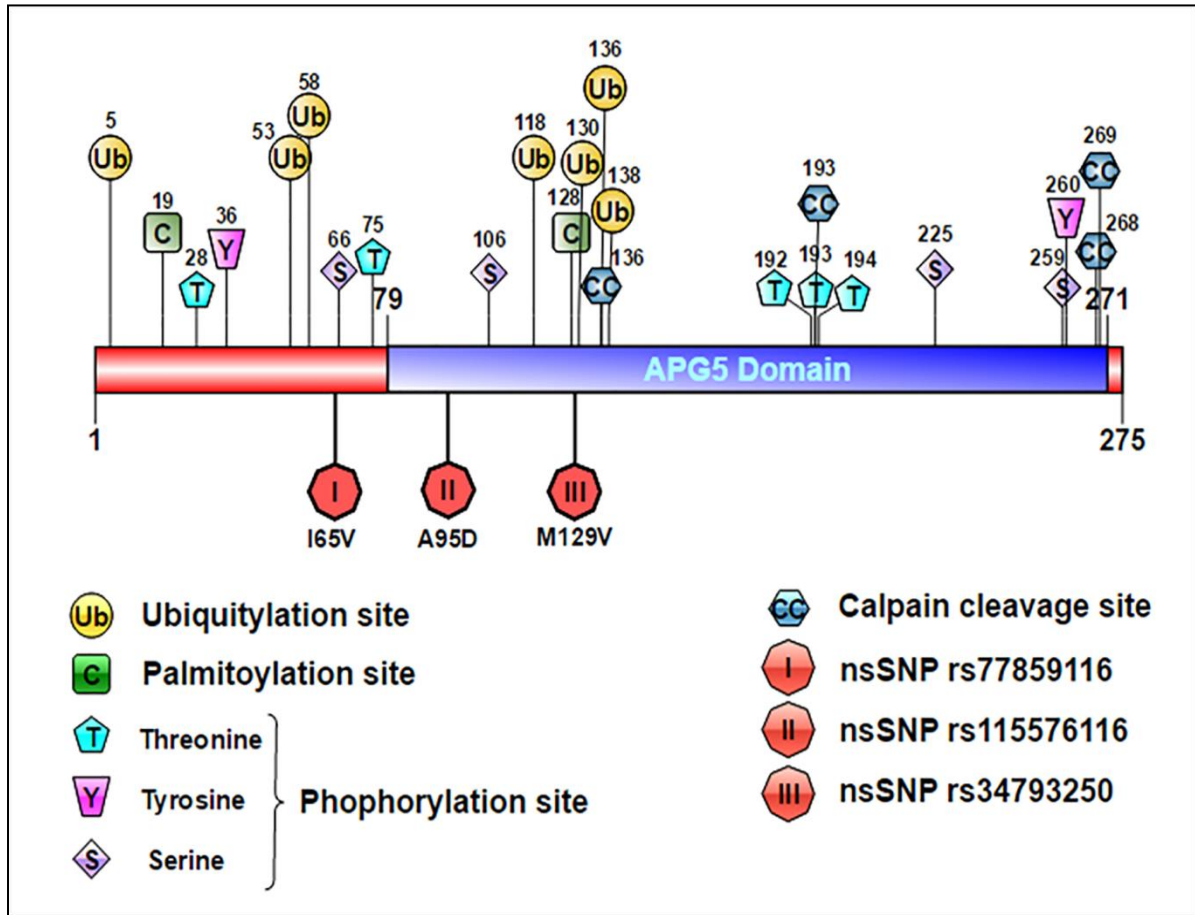 136
58
5
118
130
53
269
Ub
Ub
Ub
Ub
Ub
Ub
138
193
CC
19
36
128
260
Ub
CC
75
C
Y
C
Y
268
66
T
106
136
225
CC
28
S
S
192
193
194
S
259
T
CC
T
T
T
S
79
271
APG5 Domain
1
275
I
II
III
I65V
A95D
M129V
Ub Ubiquitylation site
C Palmitoylation site
T Threonine
Y Tyrosine
Phophorylation site
S Serine
CC Calpain cleavage site
I nsSNP rs77859116
II nsSNP rs115576116
III nsSNP rs34793250